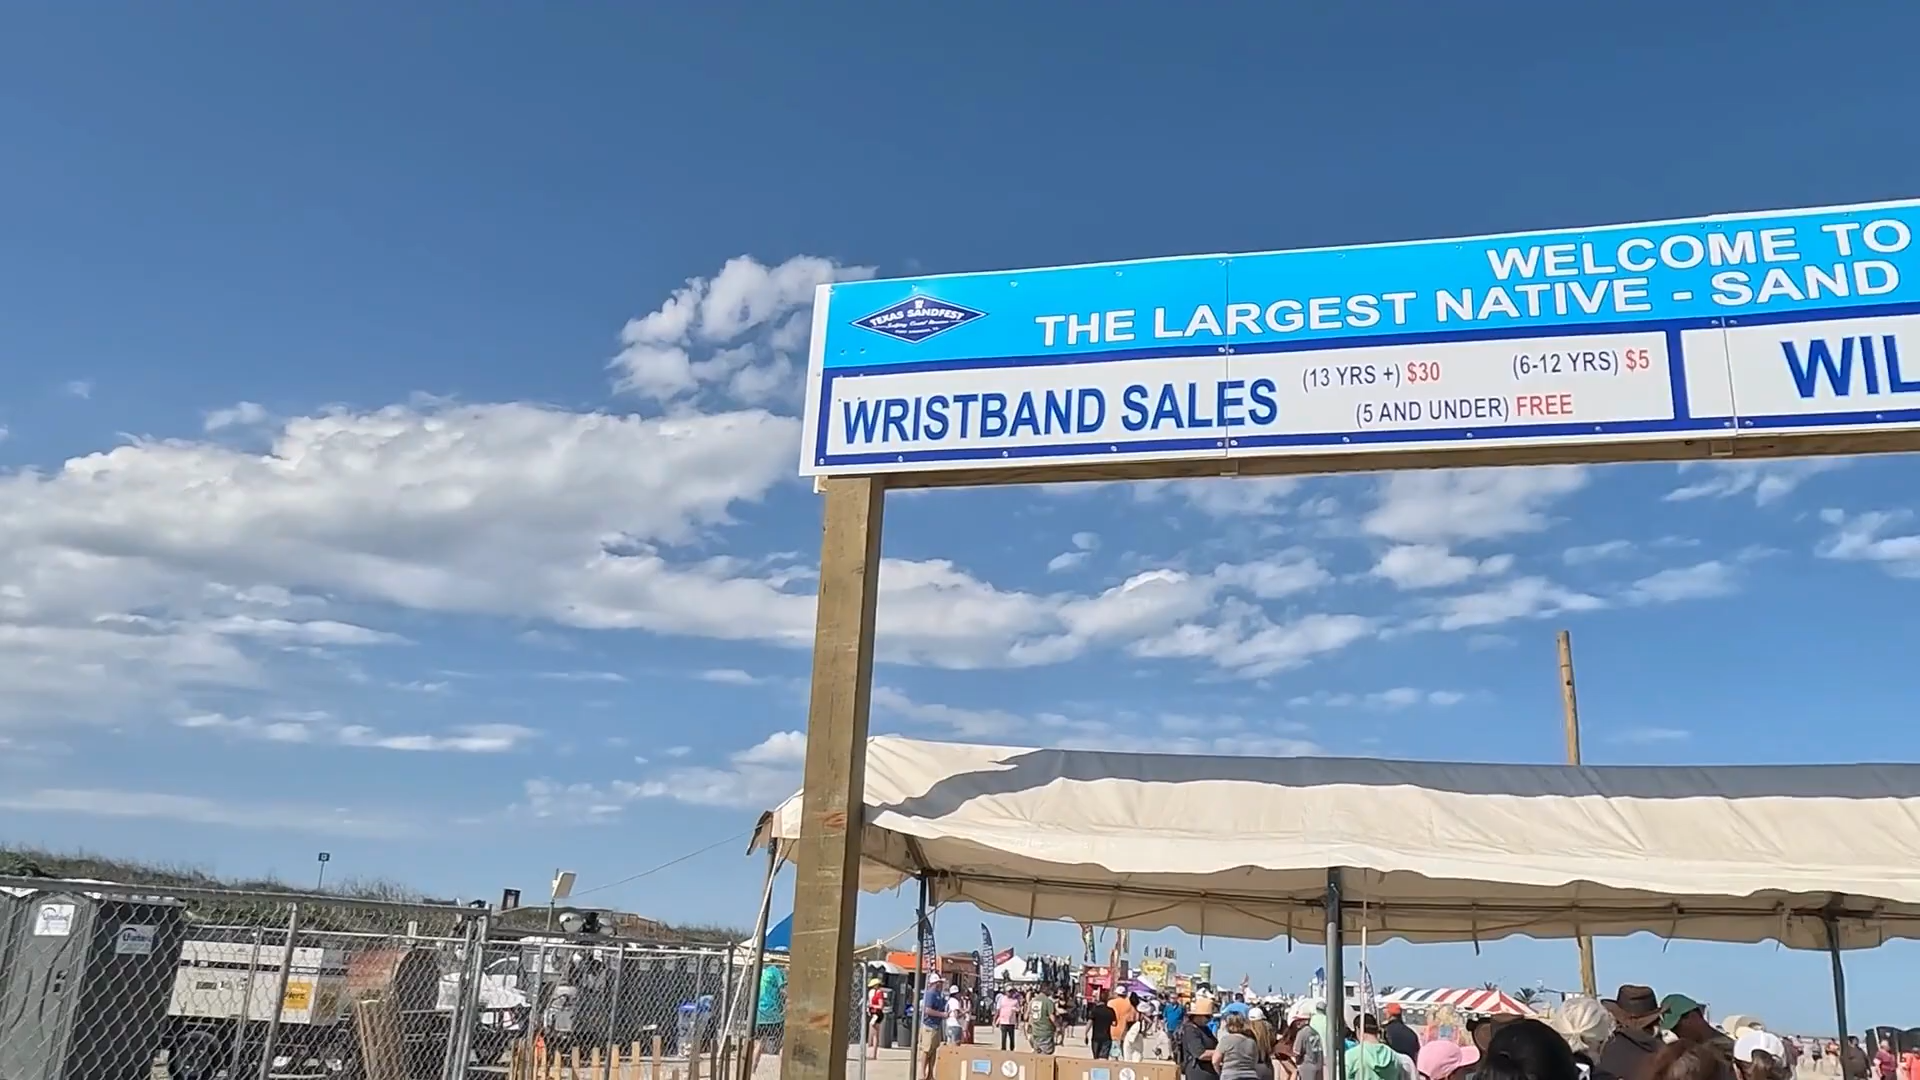 WELCOME TO
THE LARGEST NATIVE - SAND
TEXAS SANDFEST
WRISTBAND SALES
(13 YRS +) $30
(6-12 YRS) $5
(5 AND UNDER) FREE
WIL